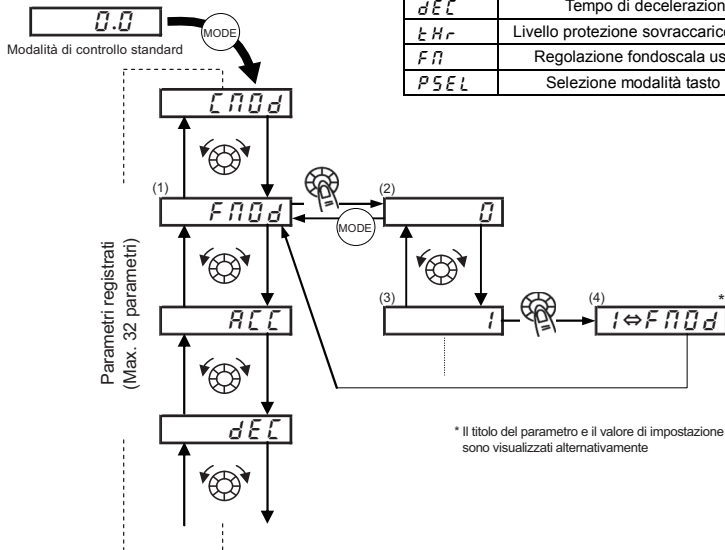 0.0
MODE
Modalità di controllo standard
dEC Tempo di decelerazion
tHr Livello protezione sovraccaric
FM Regolazione fondoscala us
PSEL Selezione modalità tasto
CMOd
(1)
FMOd
MODE
(2)
0
Parametri registrati
(Max. 32 parametri)
ACC
(3)
1
(4)
*
1⇔FMOd
dEC
* Il titolo del parametro e il valore di impostazione
sono visualizzati alternativamente